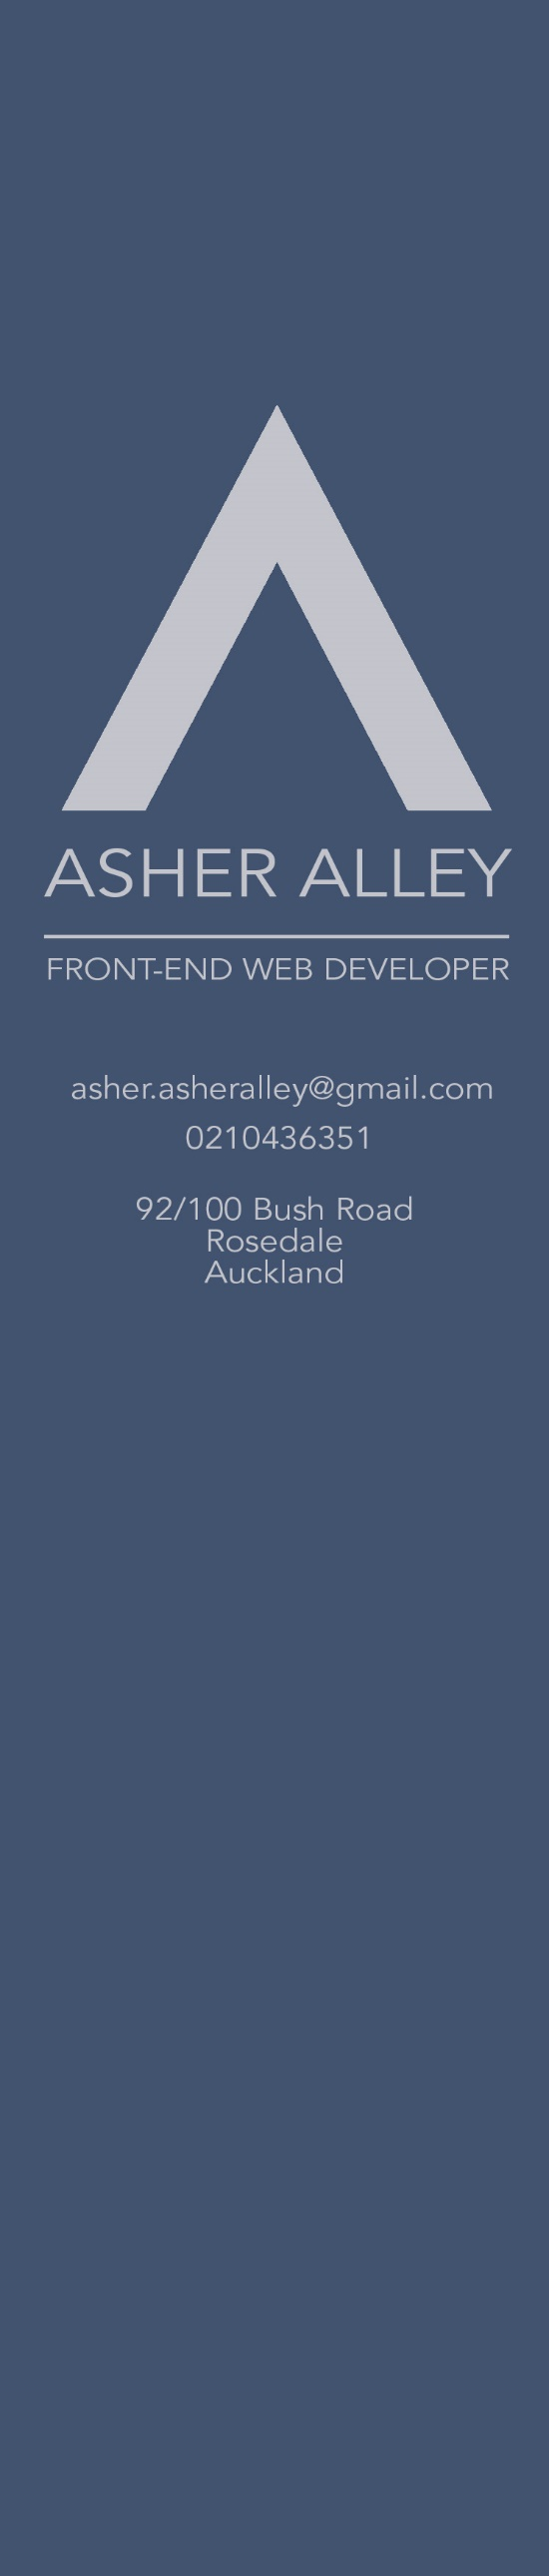 ASHER ALLEY
FRONT-END WEB DEVELOPER
asher.asheralley@gmail.com
0210436351
92/100 Bush Road
Rosedale
Auckland